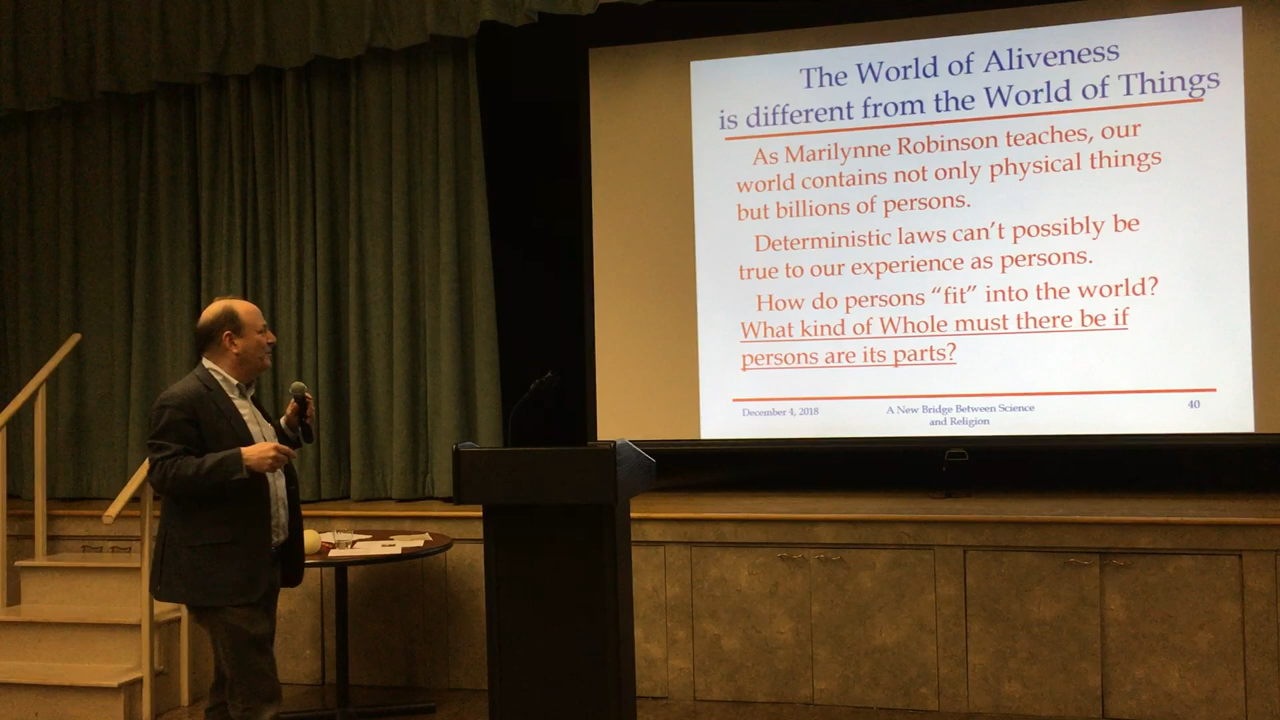 The World of Aliveness
is different from the World of Things
As Marilynne Robinson teaches, our
world contains not only physical things
but billions of persons.
Deterministic laws can't possibly be
true to our experience as persons.
How do persons “fit” into the world?
What kind of Whole must there be if
persons are its parts?
December 4, 2018
A New Bridge Between Science
and Religion
40